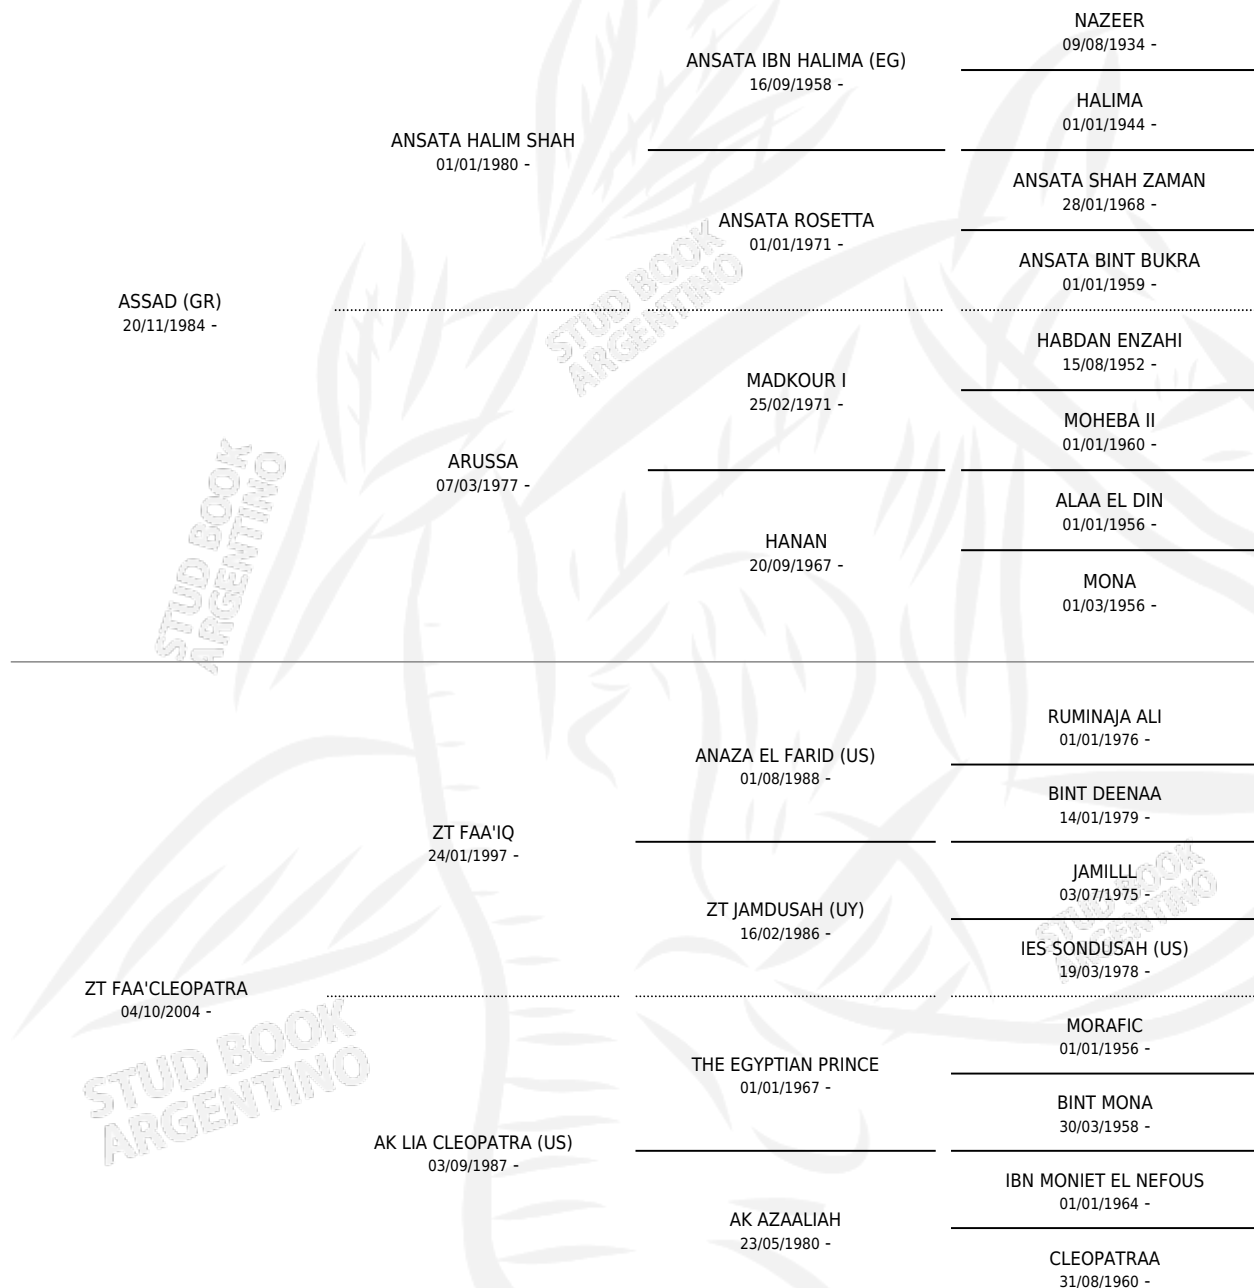 NAZEER
09/08/1934 -
ANSATA IBN HALIMA (EG)
16/09/1958 -
HALIMA
01/01/1944 -
ANSATA HALIM SHAH
01/01/1980 -
ANSATA SHAH ZAMAN
28/01/1968 -
ANSATA ROSETTA
01/01/1971 -
ANSATA BINT BUKRA
01/01/1959 -
ASSAD (GR)
20/11/1984 -
HABDAN ENZAHI
15/08/1952 -
MADKOUR I
25/02/1971 -
MOHEBA II
01/01/1960 -
ARUSSA
07/03/1977 -
ALAA EL DIN
01/01/1956 -
HANAN
20/09/1967 -
MONA
01/03/1956 -
RUMINAJA ALI
01/01/1976 -
ANAZA EL FARID (US)
01/08/1988 -
BINT DEENAA
14/01/1979 -
ZT FAA'IQ
24/01/1997 -
JAMILLL
03/07/1975 -
ZT JAMDUSAH (UY)
16/02/1986 -
IES SONDUSAH (US)
19/03/1978 -
ZT FAA'CLEOPATRA
04/10/2004 -
MORAFIC
01/01/1956 -
THE EGYPTIAN PRINCE
01/01/1967 -
BINT MONA
30/03/1958 -
AK LIA CLEOPATRA (US)
03/09/1987 -
IBN MONIET EL NEFOUS
01/01/1964 -
AK AZAALIAH
23/05/1980 -
CLEOPATRAA
31/08/1960 -
STUD BOOK
ARGENTINO
STUD BOOK
ARGENTINO
STUD BOOK
ARGENTINO
STUD BOOK
ARGENTINO